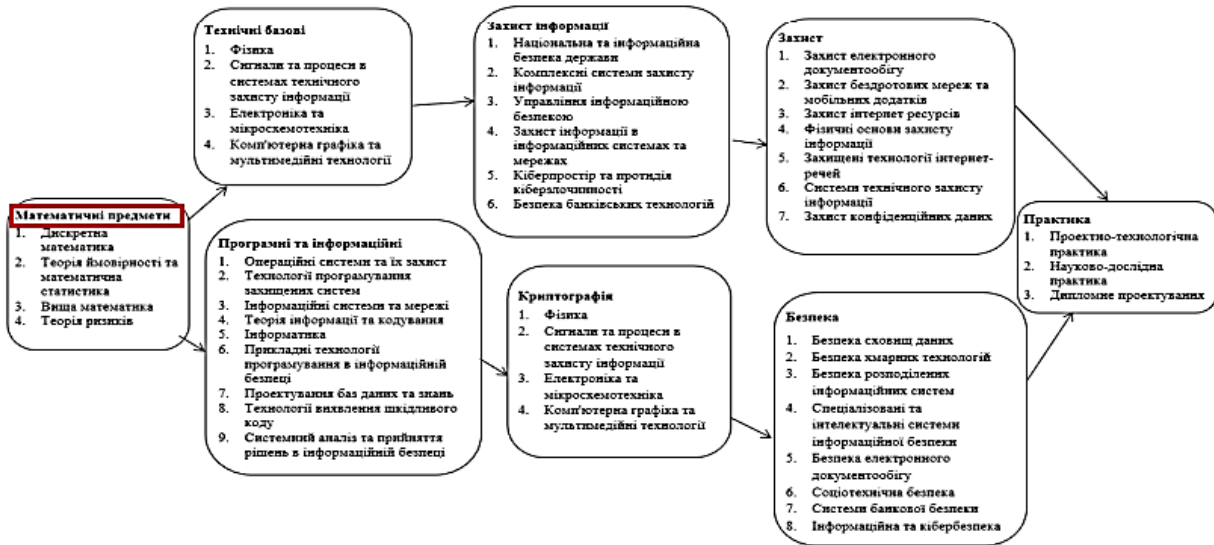 Технічні базові
1. Фізика
2. Сигнали та процеси в
системах технічного
захисту інформації
3. Електроніка та
мікросхемотехніка
4. Комп'ютерна графіка та
мультимедійні технології
Захист інформації
1. Національна та інформаційна
безпека держави
2. Комплексні системи захисту
інформації
3. Управління інформаційною
безпекою
4. Захист інформації в
інформаційних системах та
мережах
5. Кіберпростір та протидія
кіберзлочинності
6. Безпека банківських технологій
Захист
1. Захист електронного
документообігу
2. Захист бездротових мереж та
мобільних додатків
3. Захист інтернет ресурсів
4. Фізичні основи захисту
інформації
5. Захищені технології інтернет-
речей
6. Системи технічного захисту
інформації
7. Захист конфіденційних даних
Математичні предмети
1. Дискретна
математика
2. Теорія ймовірності та
математична
статистика
3. Вища математика
4. Теорія ризиків
Програмні та інформаційні
1. Операційні системи та їх захист
2. Технології програмування
захищених систем
3. Інформаційні системи та мережі
4. Теорія інформації та кодування
5. Інформатика
6. Прикладні технології
програмування в інформаційній
безпеці
7. Проектування баз даних та знань
8. Технології виявлення шкідливого
коду
9. Системний аналіз та прийняття
рішень в інформаційній безпеці
Криптографія
1. Фізика
2. Сигнали та процеси в
системах технічного
захисту інформації
3. Електроніка та
мікросхемотехніка
4. Комп'ютерна графіка та
мультимедійні технології
Безпека
1. Безпека сховищ даних
2. Безпека хмарних технологій
3. Безпека розподілених
інформаційних систем
4. Спеціалізовані та
інтелектуальні системи
інформаційної безпеки
5. Безпека електронного
документообігу
6. Соціотехнічна безпека
7. Системи банкової безпеки
8. Інформаційна та кібербезпека
Практика
1. Проектно-технологічна
практика
2. Науково-дослідна
практика
3. Дипломне проектування